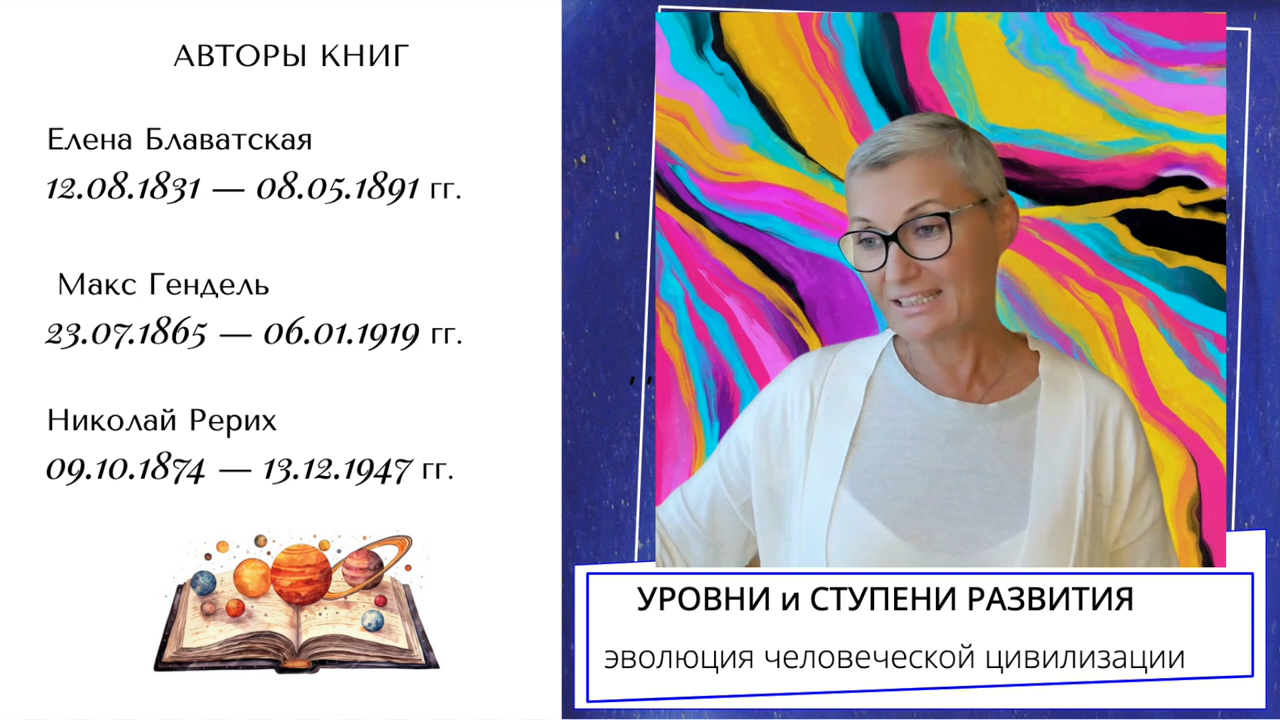 АВТОРЫ КНИГ
Елена Блаватская
12.08.1831 — 08.05.1891 гг.
Макс Гендель
23.07.1865 — 06.01.1919 гг.
Николай Рерих
09.10.1874 — 13.12.1947 гг.
УРОВНИ и СТУПЕНИ РАЗВИТИЯ
эволюция человеческой цивилизации